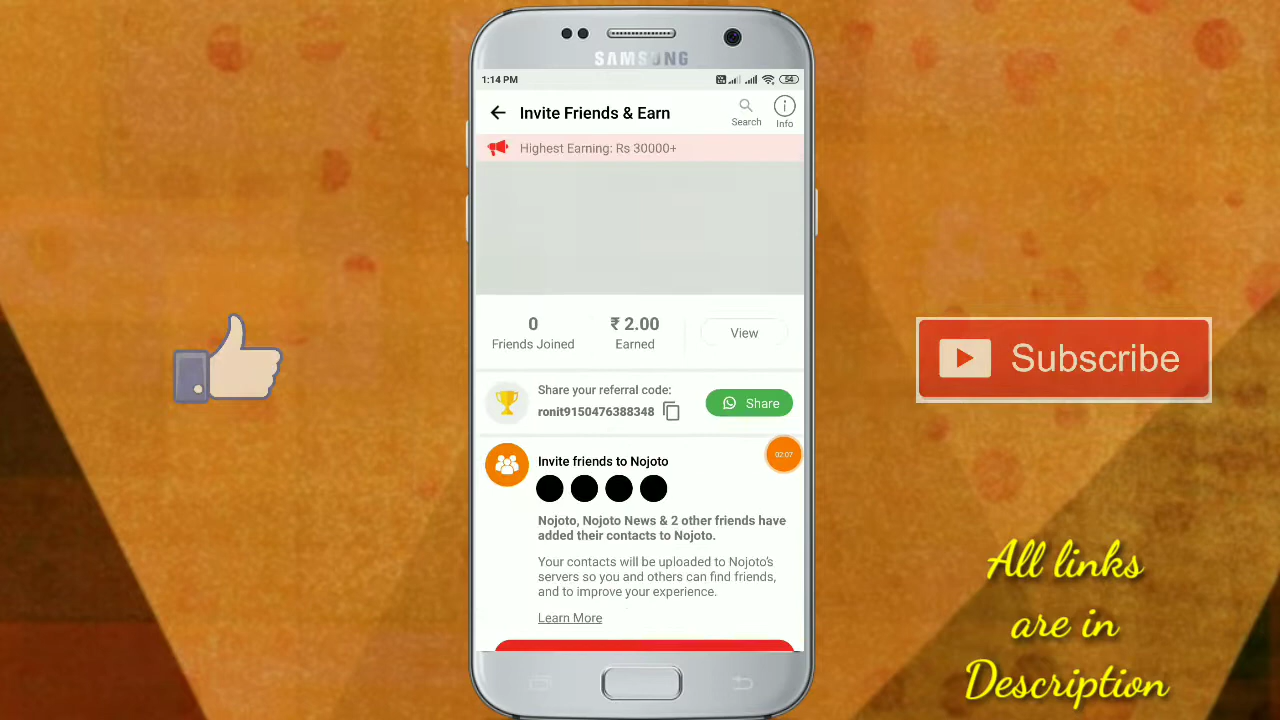 SAMSUNG
1:14 PM
54
Invite Friends & Earn
Search
Info
Highest Earning: Rs 30000+
0
Friends Joined
₹ 2.00
Earned
View
Share your referral code:
ronit9150476388348
Share
Invite friends to Nojoto
02:07
Nojoto, Nojoto News & 2 other friends have
added their contacts to Nojoto.
Your contacts will be uploaded to Nojoto's
servers so you and others can find friends,
and to improve your experience.
Learn More
Subscribe
All links
are in
Description